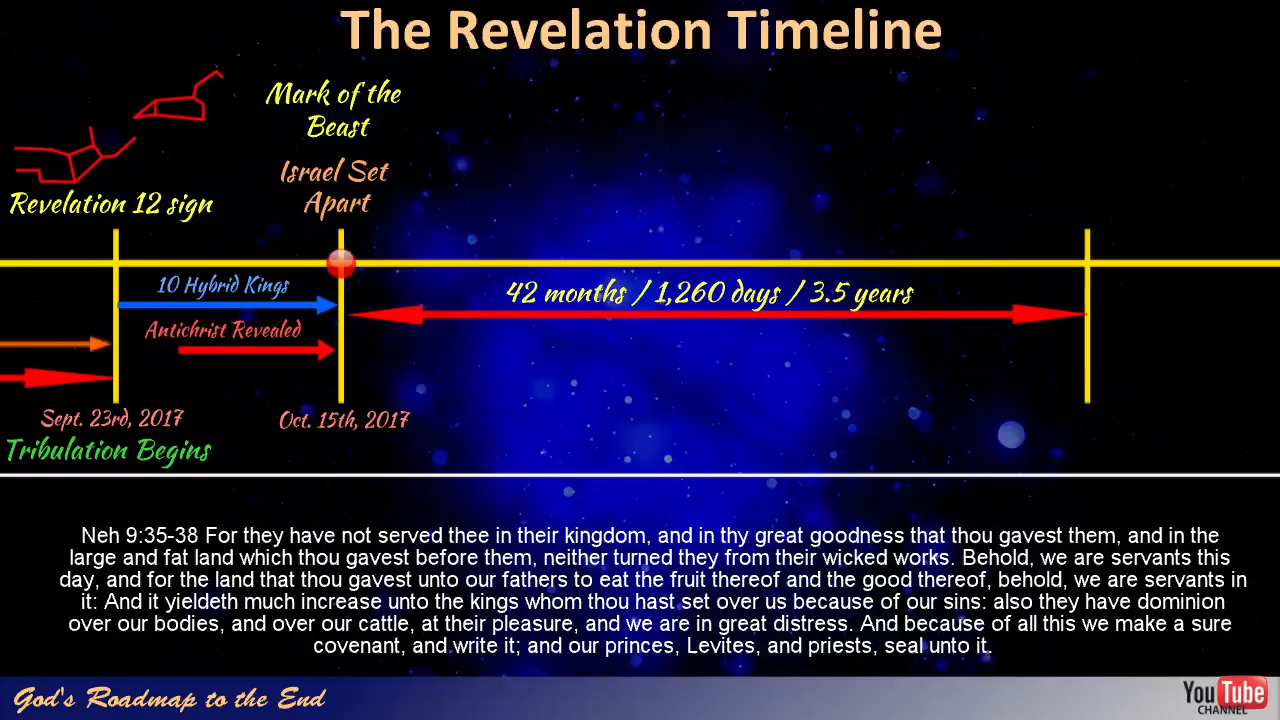 The Revelation Timeline
Mark of the
Beast
Israel Set
Apart
Revelation 12 sign
10 Hybrid Kings
Antichrist Revealed
42 months / 1,260 days / 3.5 years
Sept. 23rd, 2017
Oct. 15th, 2017
Tribulation Begins
Neh 9:35-38 For they have not served thee in their kingdom, and in thy great goodness that thou gavest them, and in the
large and fat land which thou gavest before them, neither turned they from their wicked works. Behold, we are servants this
day, and for the land that thou gavest unto our fathers to eat the fruit thereof and the good thereof, behold, we are servants in
it: And it yieldeth much increase unto the kings whom thou hast set over us because of our sins: also they have dominion
over our bodies, and over our cattle, at their pleasure, and we are in great distress. And because of all this we make a sure
covenant, and write it; and our princes, Levites, and priests, seal unto it.
God's Roadmap to the End
YouTube
CHANNEL